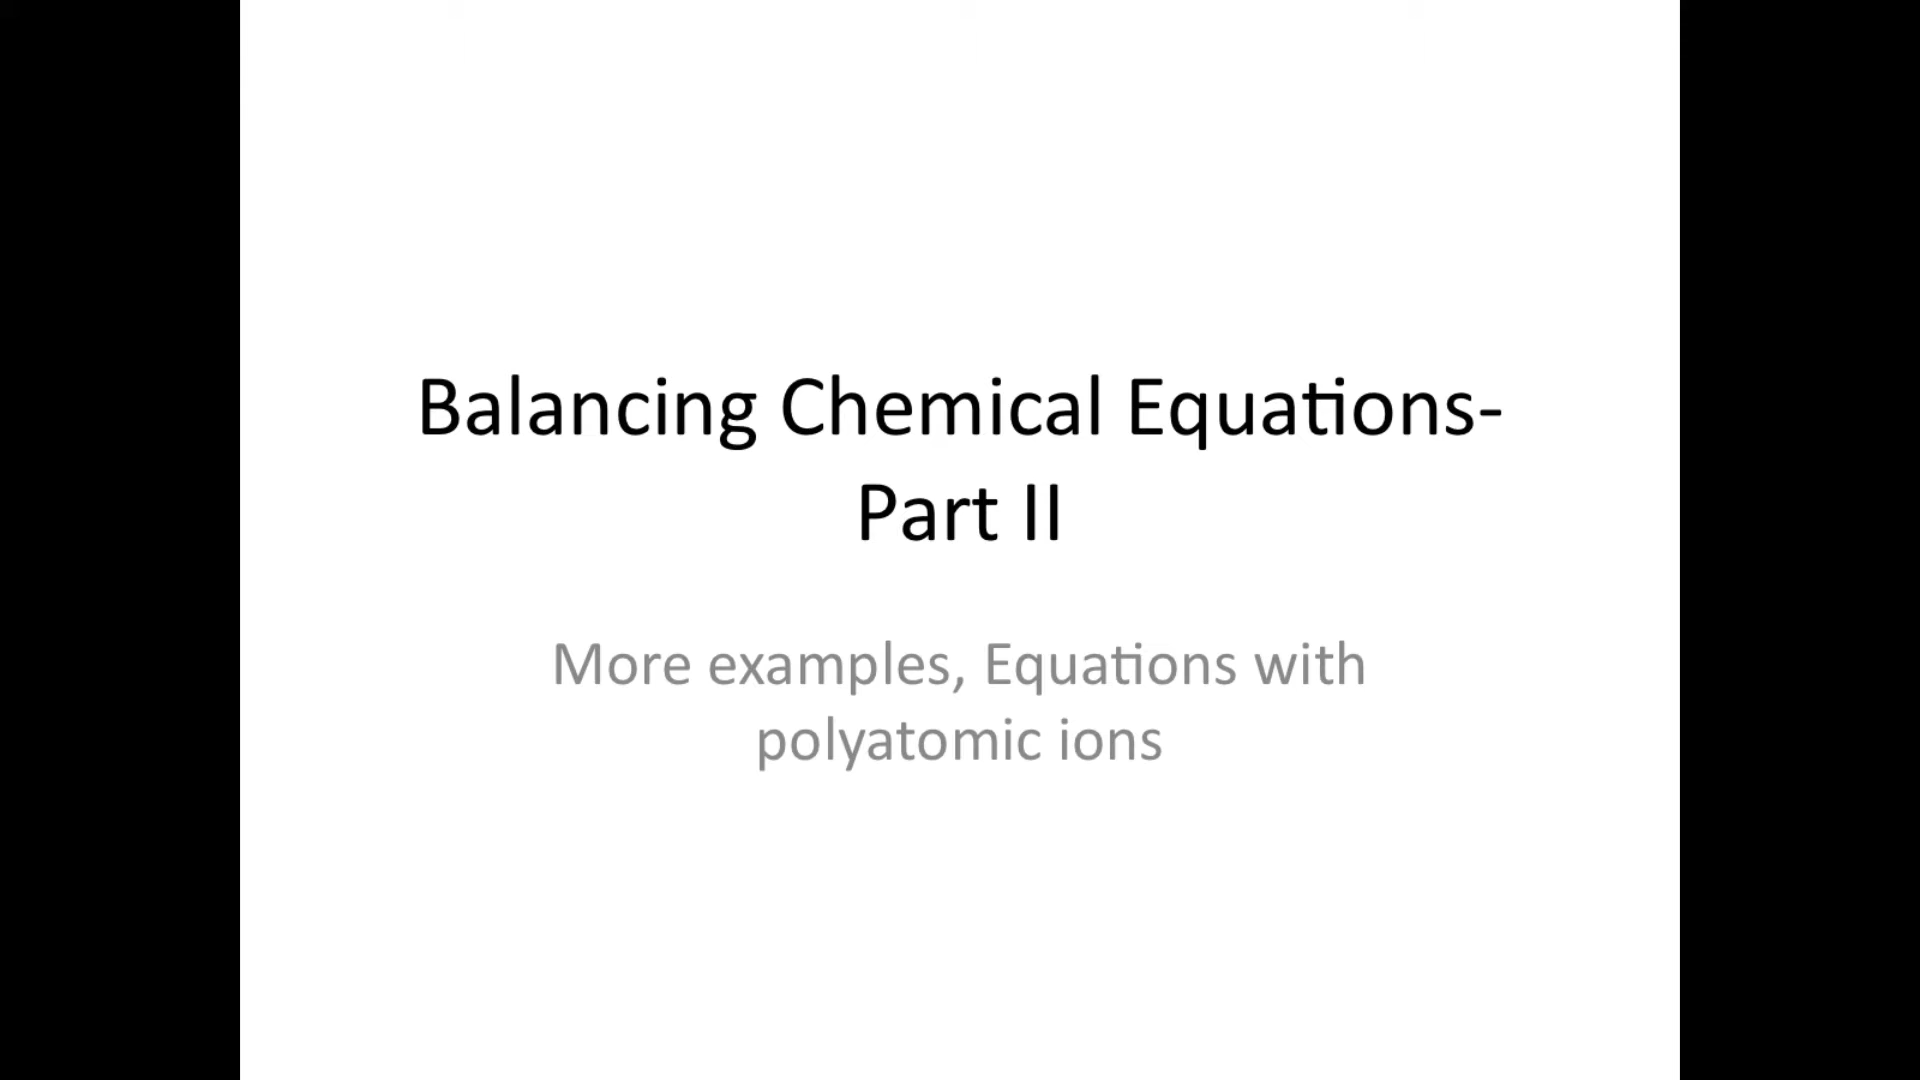 Balancing Chemical Equations-
Part II
More examples, Equations with
polyatomic ions